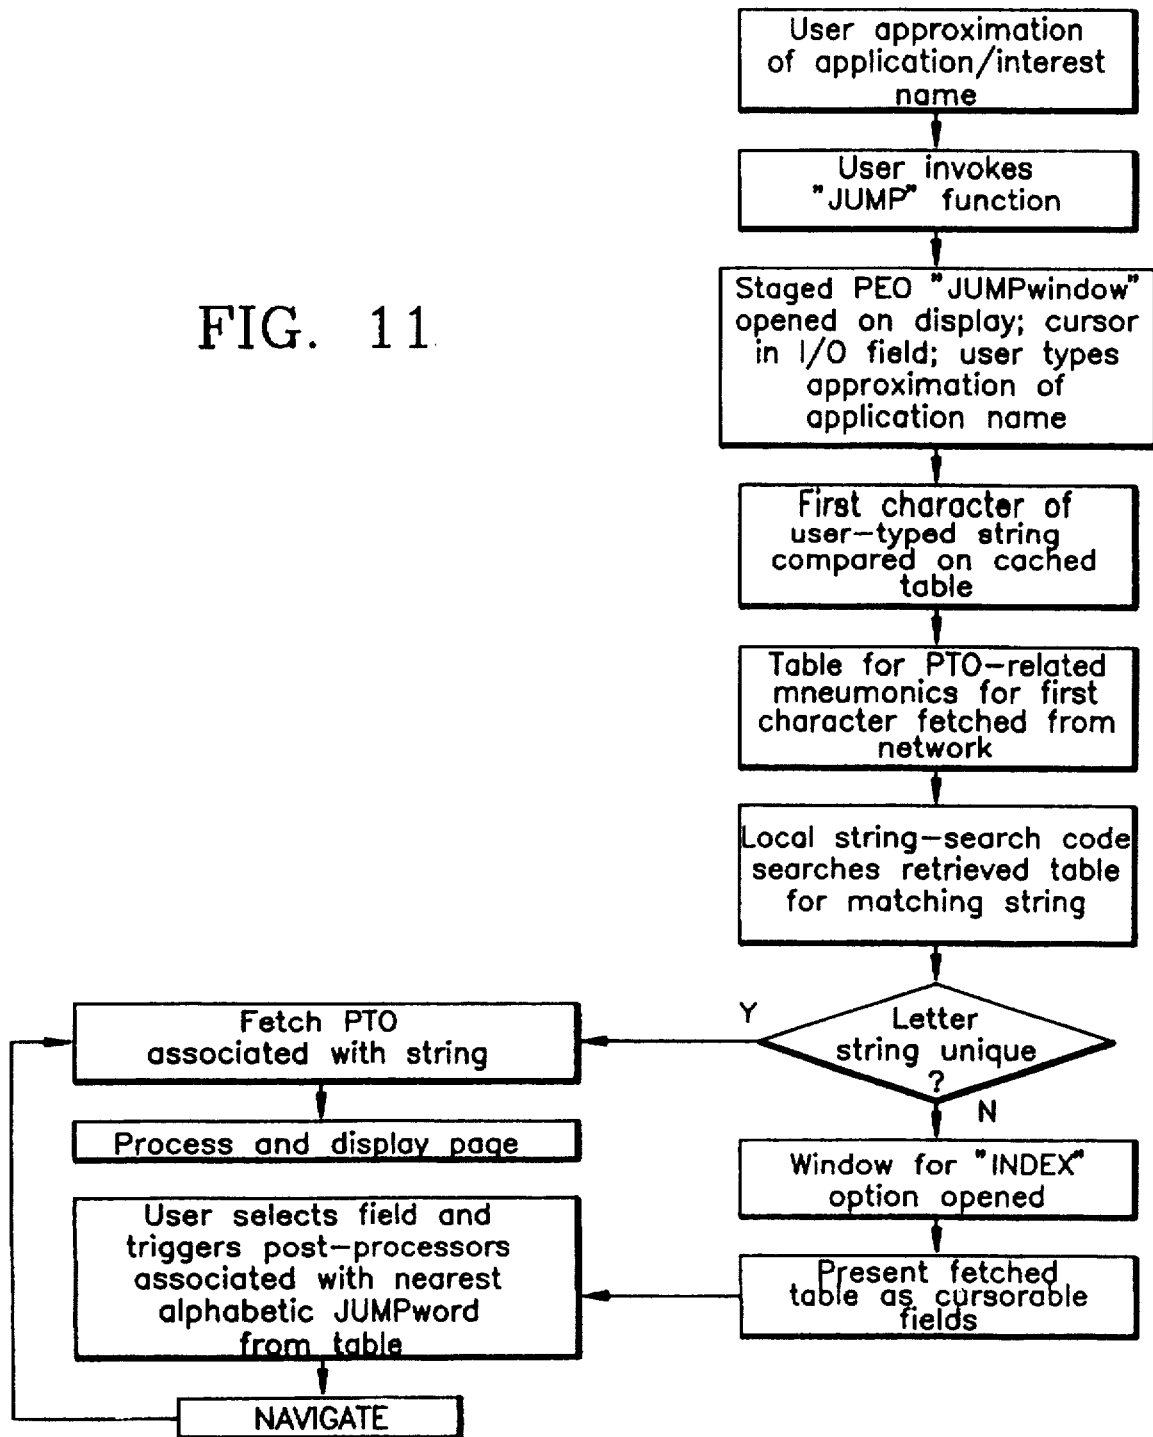 User approximation
of application/interest
name
User invokes
"JUMP" function
FIG. 11
Staged PEO "JUMPwindow"
opened on display; cursor
in I/O field; user types
approximation of
application name
First character of
user-typed string
compared on cached
table
Table for PTO-related
mneumonics for first
character fetched from
network
Local string-search code
searches retrieved table
for matching string
Letter
string unique
?
Y
N
Fetch PTO
associated with string
Process and display page
Window for "INDEX"
option opened
Present fetched
table as cursorable
fields
User selects field and
triggers post-processors
associated with nearest
alphabetic JUMPword
from table
NAVIGATE